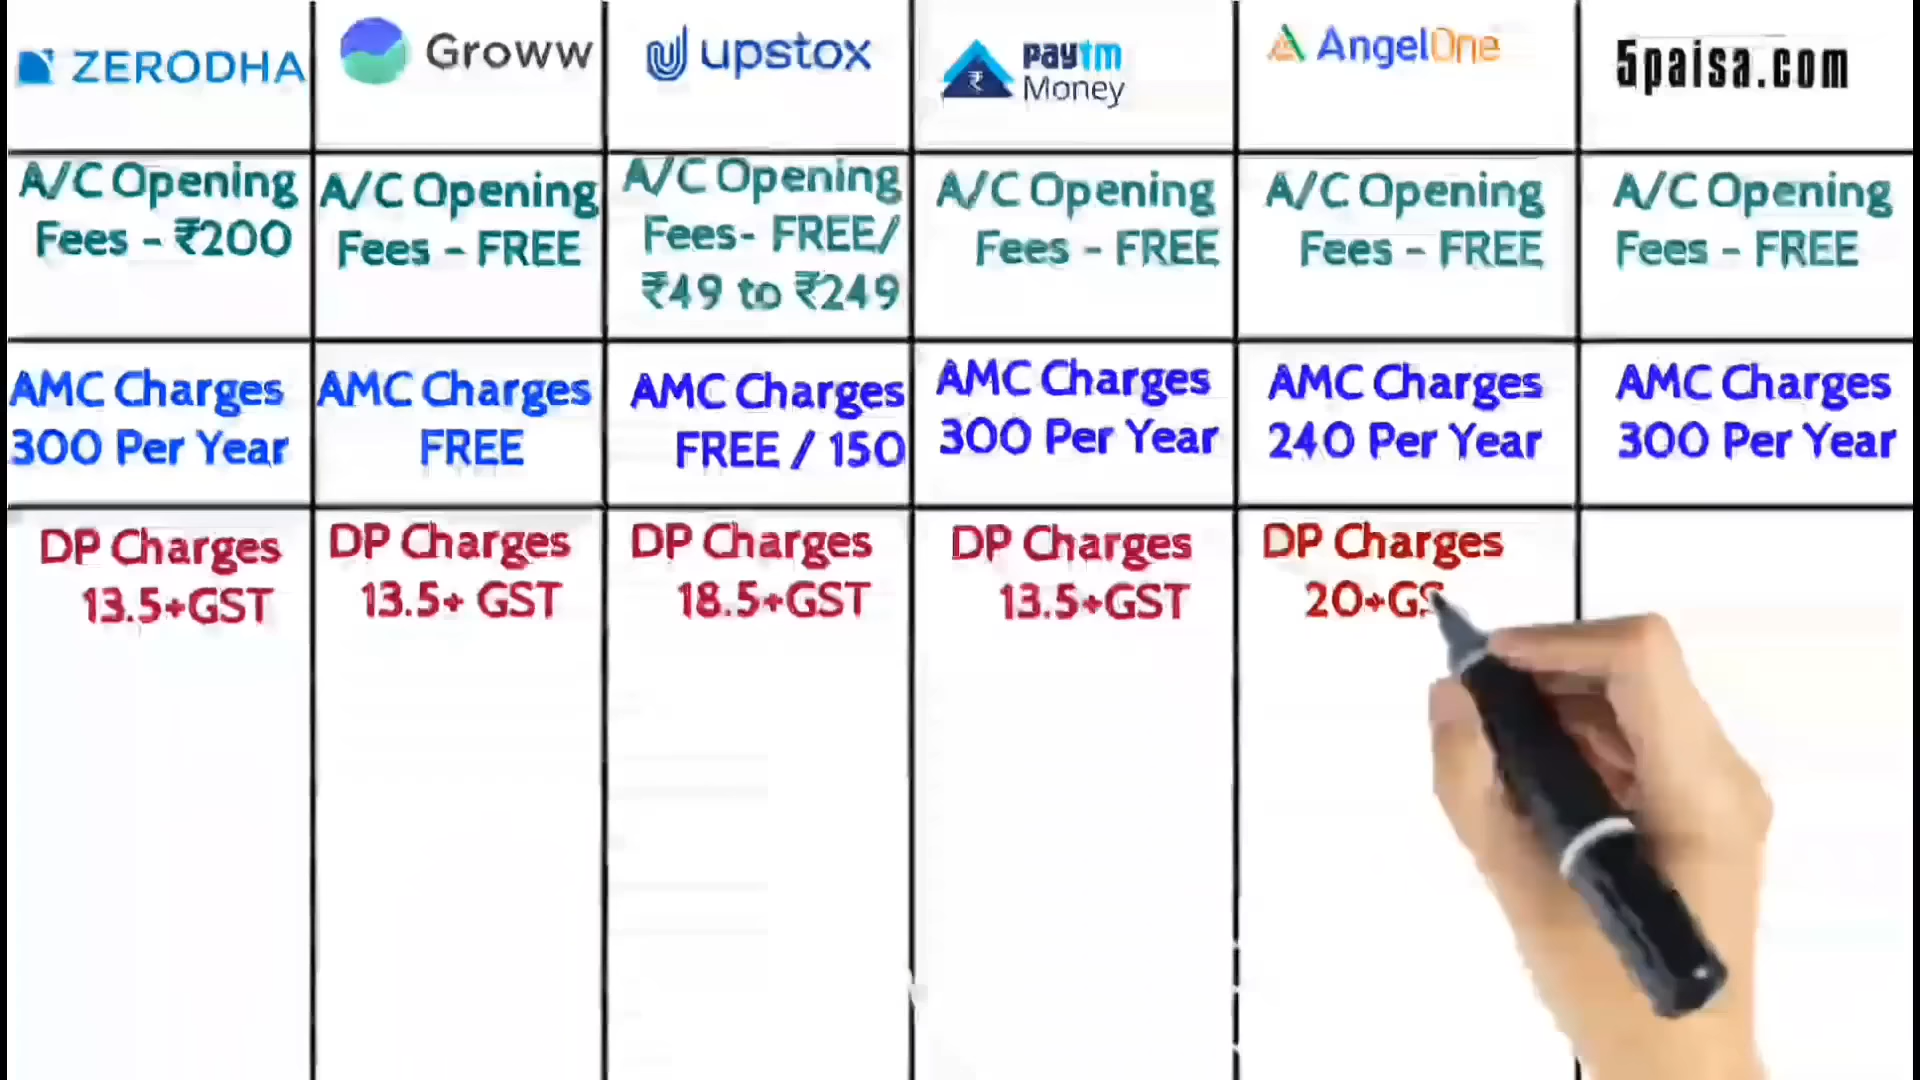 ZERODHA
Groww
upstox
paytm
Money
AngelOne
5paisa.com
A/C Opening
Fees - ₹200
A/C Opening
Fees - FREE
A/C Opening
Fees- FREE/
₹49 to ₹249
A/C Opening
Fees - FREE
A/C Opening
Fees - FREE
A/C Opening
Fees - FREE
AMC Charges
300 Per Year
AMC Charges
FREE
AMC Charges
FREE / 150
AMC Charges
300 Per Year
AMC Charges
240 Per Year
AMC Charges
300 Per Year
DP Charges
13.5+GST
DP Charges
13.5+ GST
DP Charges
18.5+GST
DP Charges
13.5+GST
DP Charges
20+GS